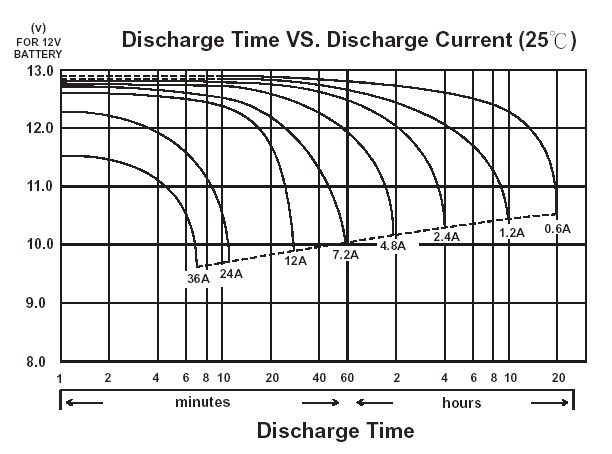 (v)
FOR 12V
BATTERY
Discharge Time VS. Discharge Current (25℃)
13.0
12.0
11.0
10.0
9.0
8.0
36A 24A 12A 7.2A 4.8A 2.4A 1.2A 0.6A
1 2 4 6 8 10 20 40 60 2 4 6 8 10 20
minutes hours
Discharge Time